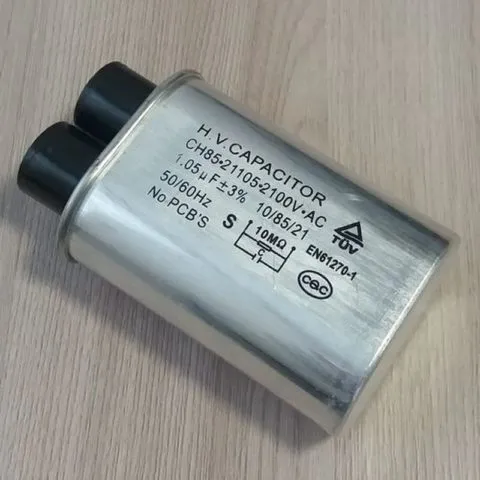 H.V.CAPACITOR
CH85•21105•2100V•AC
1.05µF±3% 10/85/21
50/60Hz
No.PCB'S
S
10MΩ
C
TÜV
EN61270-1
CQC